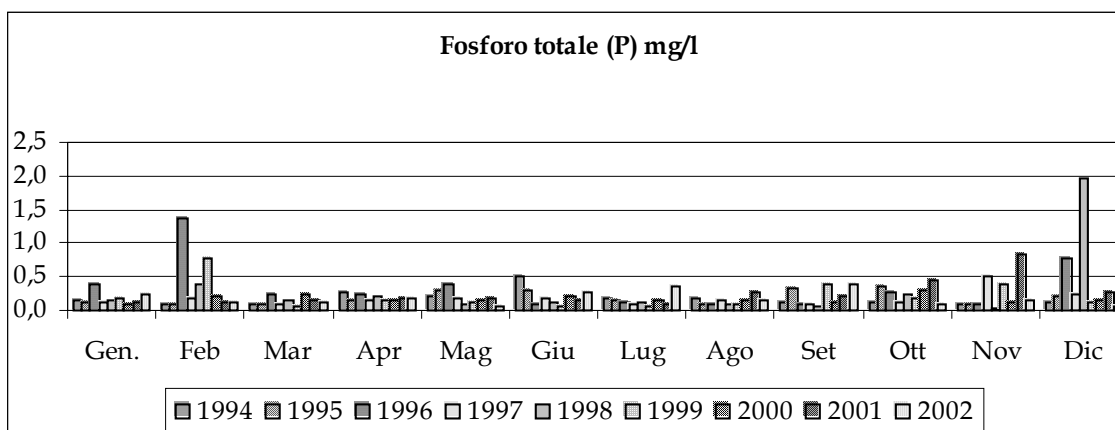 Fosforo totale (P) mg/l
2,5
2,0
1,5
1,0
0,5
0,0
Gen. Feb Mar Apr Mag Giu Lug Ago Set Ott Nov Dic
1994 1995 1996 1997 1998 1999 2000 2001 2002